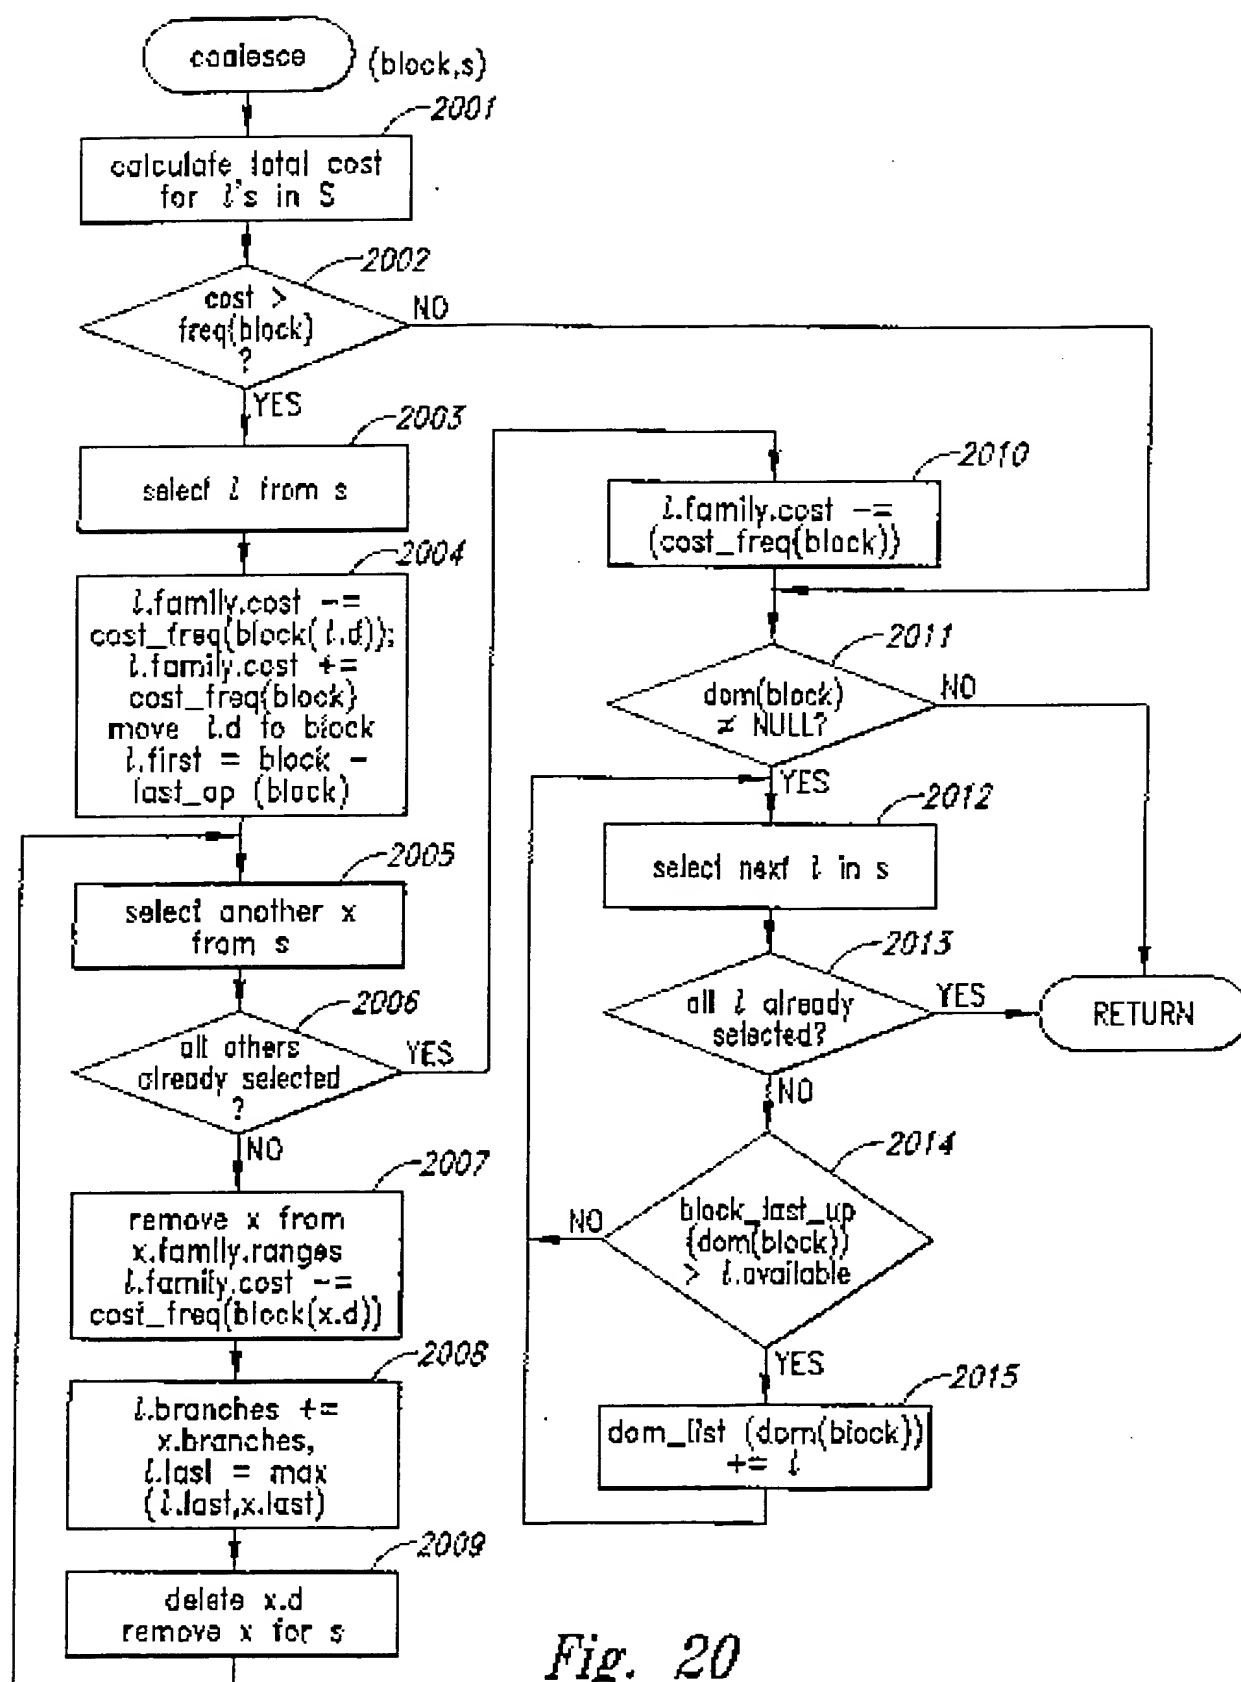 coalesce
(block,s)
2001
calculate total cost
for l's in S
2002
cost >
freq(block)
?
NO
YES
2003
select l from s
2004
l.family.cost -=
cost_freq(block(l.d));
l.family.cost +=
cost_freq(block)
move l.d to block
l.first = block -
last_op (block)
2005
select another x
from s
2006
all others
already selected
?
YES
NO
2007
remove x from
x.family.ranges
l.family.cost -=
cost_freq(block(x.d))
2008
l.branches +=
x.branches,
l.last = max
(l.last,x.last)
2009
delete x.d
remove x for s
2010
l.family.cost -=
(cost_freq(block))
2011
dom(block)
≠ NULL?
NO
YES
2012
select next l in s
2013
all l already
selected?
YES
RETURN
NO
2014
block_last_up
(dom(block))
> l.available
NO
YES
2015
dom_list (dom(block))
+= l
Fig. 20